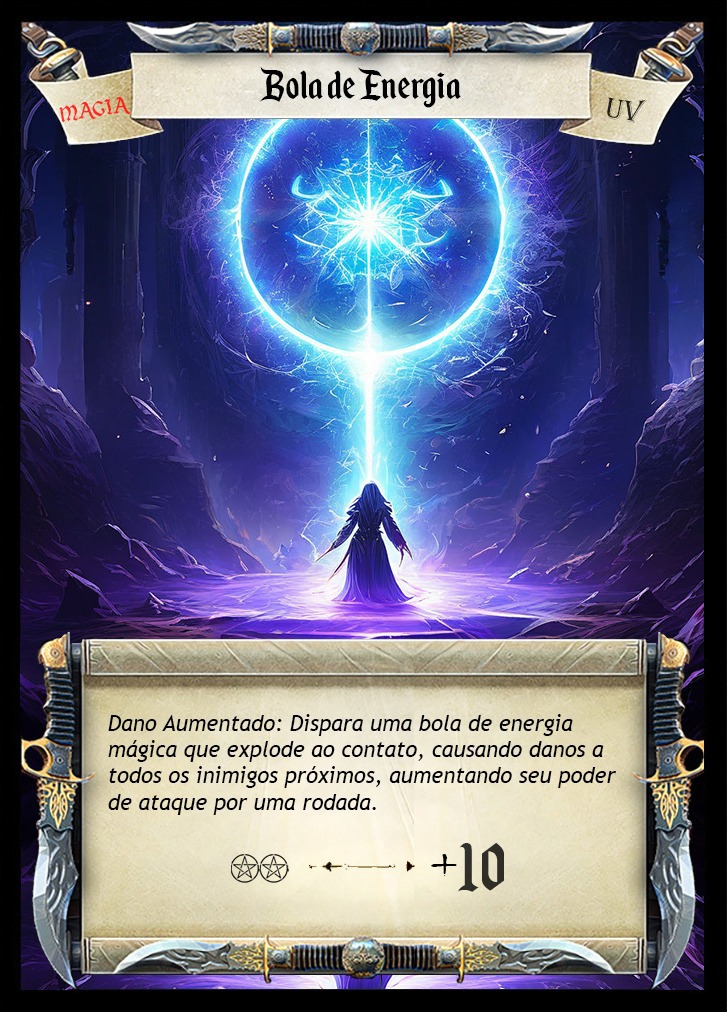 Bola de Energia
MAGIA
UV
Dano Aumentado: Dispara uma bola de energia
mágica que explode ao contato, causando danos a
todos os inimigos próximos, aumentando seu poder
de ataque por uma rodada.
+10